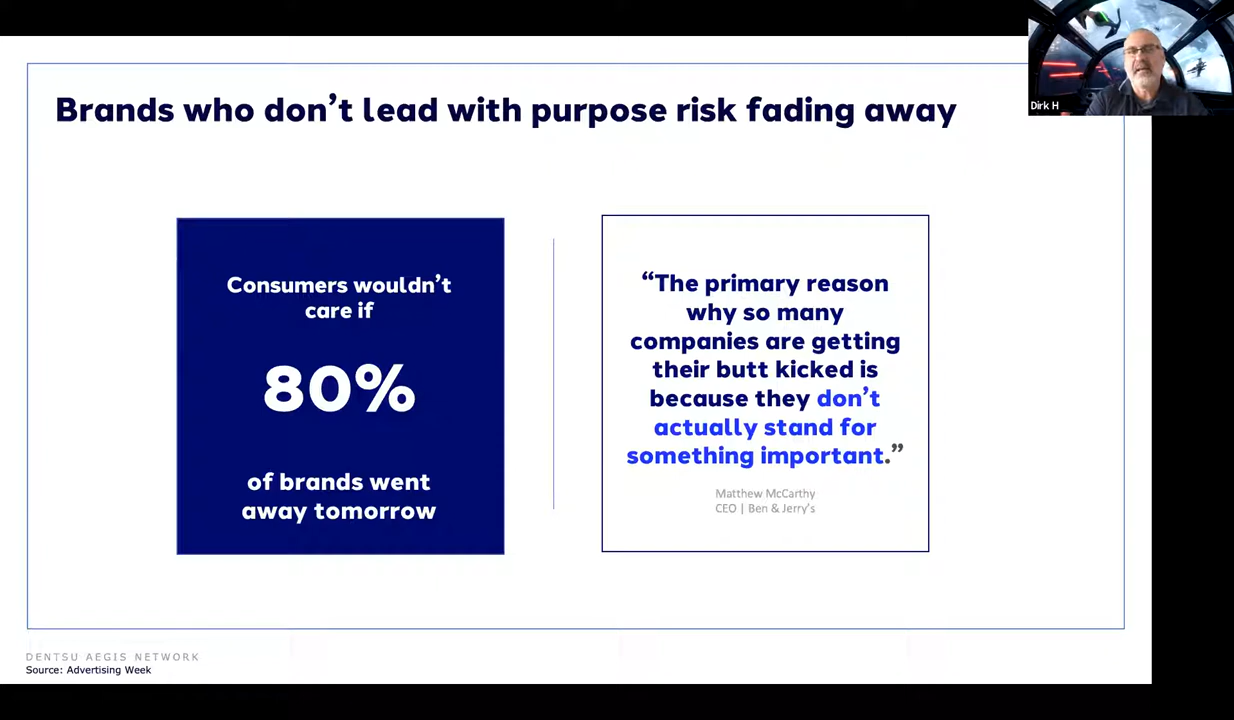 Brands who don’t lead with purpose risk fading away
Dirk H
Consumers wouldn’t
care if
80%
of brands went
away tomorrow
“The primary reason
why so many
companies are getting
their butt kicked is
because they don’t
actually stand for
something important.”
Matthew McCarthy
CEO | Ben & Jerry’s
DENTSU AEGIS NETWORK
Source: Advertising Week